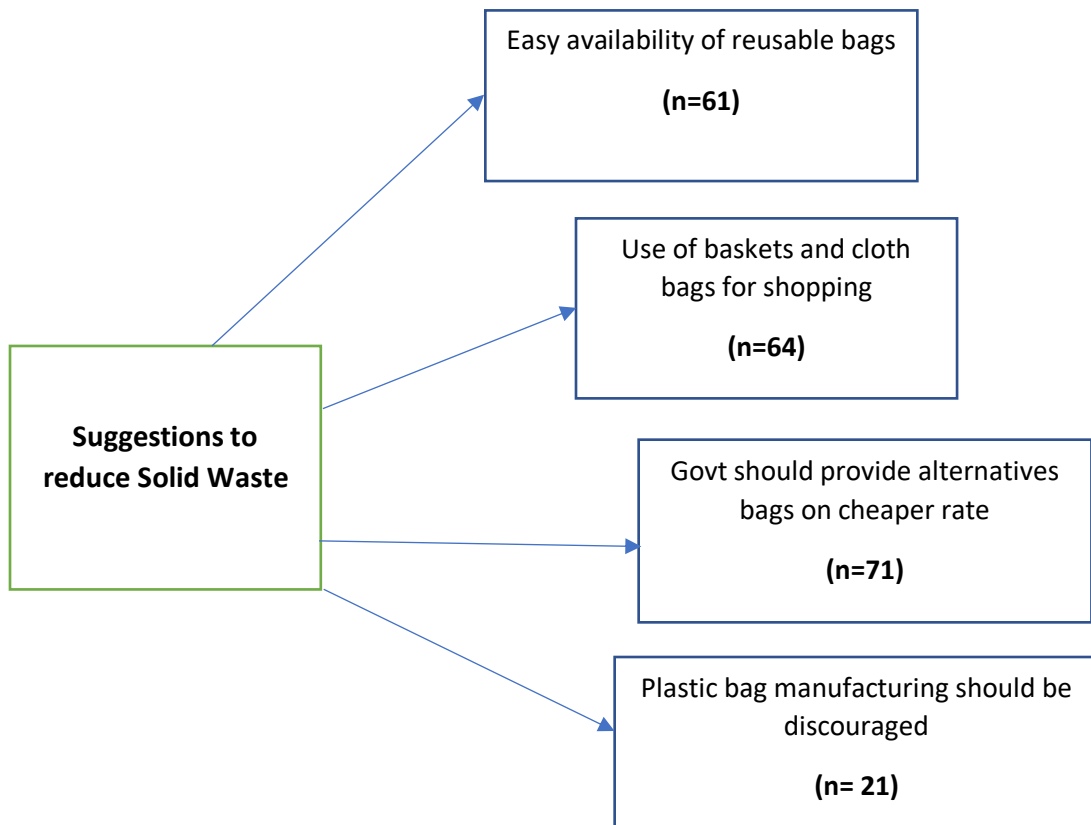 Easy availability of reusable bags
(n=61)
Use of baskets and cloth
bags for shopping
(n=64)
Suggestions to
reduce Solid Waste
Govt should provide alternatives
bags on cheaper rate
(n=71)
Plastic bag manufacturing should be
discouraged
(n= 21)